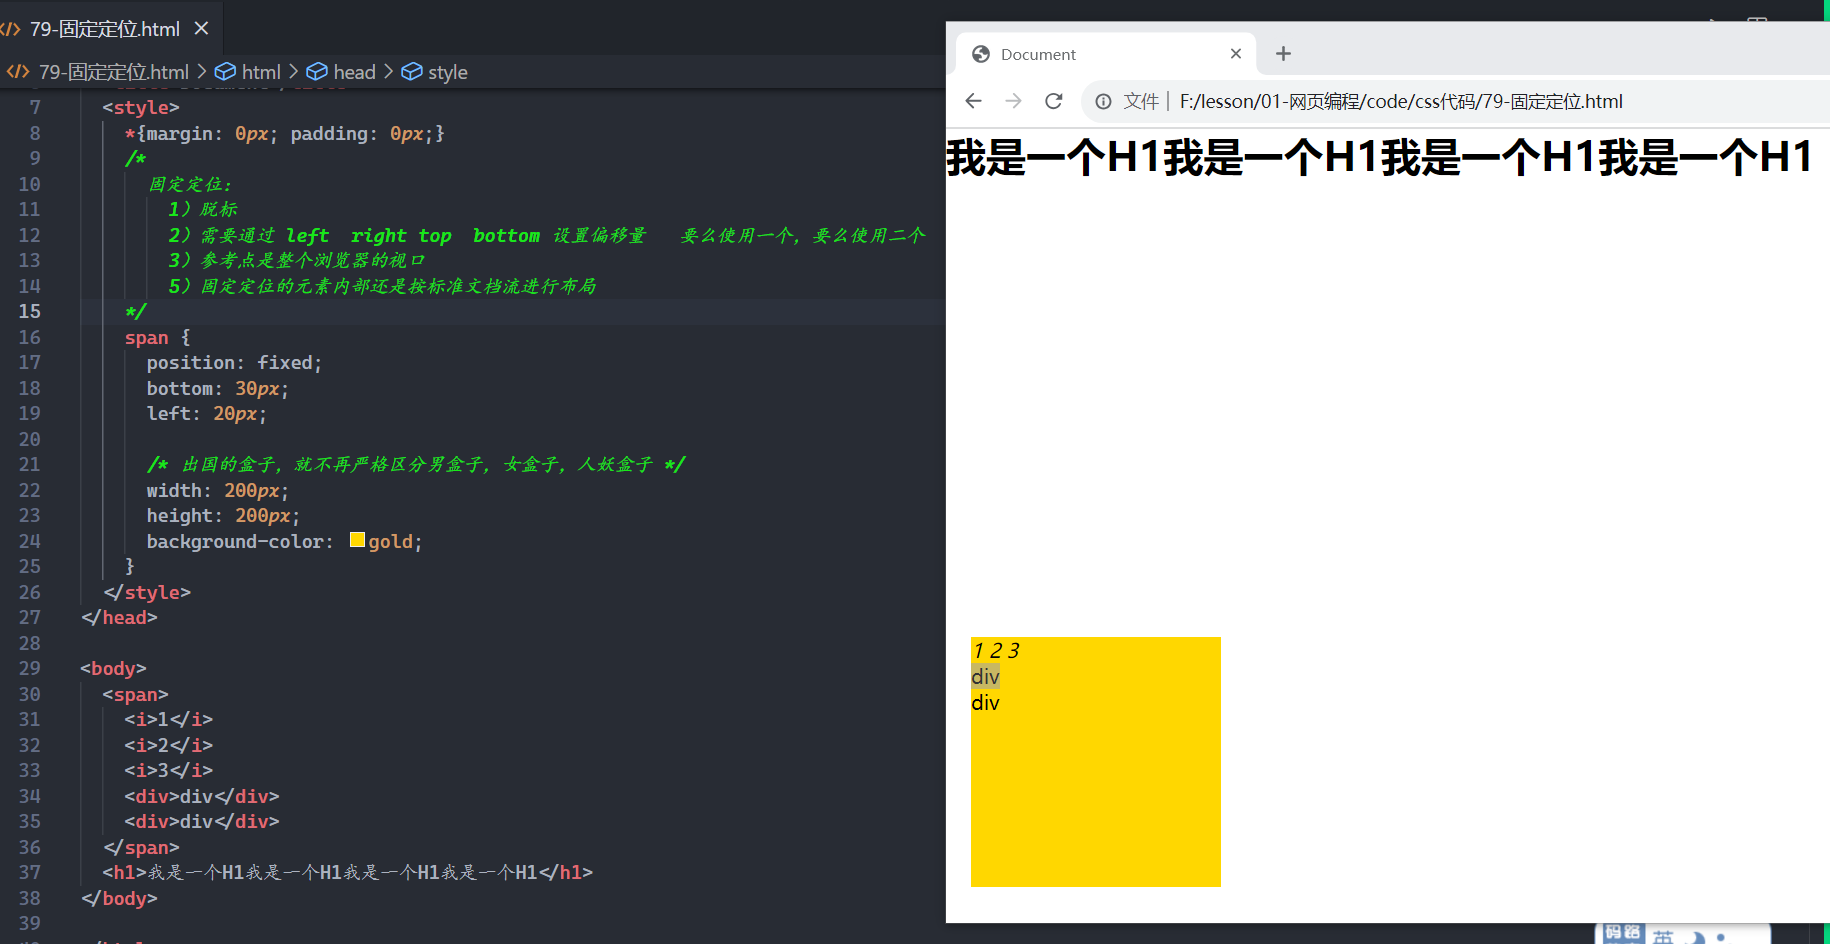 79-固定定位.html
79-固定定位.html > html > head > style
7 <style>
8 *{margin: 0px; padding: 0px;}
9 /*
10 固定定位：
11 1）脱标
12 2）需要通过 left right top bottom 设置偏移量 要么使用一个，要么使用二个
13 3）参考点是整个浏览器的视口
14 5）固定定位的元素内部还是按标准文档流进行布局
15 */
16 span {
17 position: fixed;
18 bottom: 30px;
19 left: 20px;
20
21 /* 出国的盒子，就不再严格区分男盒子，女盒子，人妖盒子 */
22 width: 200px;
23 height: 200px;
24 background-color: gold;
25 }
26 </style>
27 </head>
28
29 <body>
30 <span>
31 <i>1</i>
32 <i>2</i>
33 <i>3</i>
34 <div>div</div>
35 <div>div</div>
36 </span>
37 <h1>我是一个H1我是一个H1我是一个H1我是一个H1</h1>
38 </body>
39
Document
文件 | F:/lesson/01-网页编程/code/css代码/79-固定定位.html
我是一个H1我是一个H1我是一个H1我是一个H1
1 2 3
div
div
码路
英